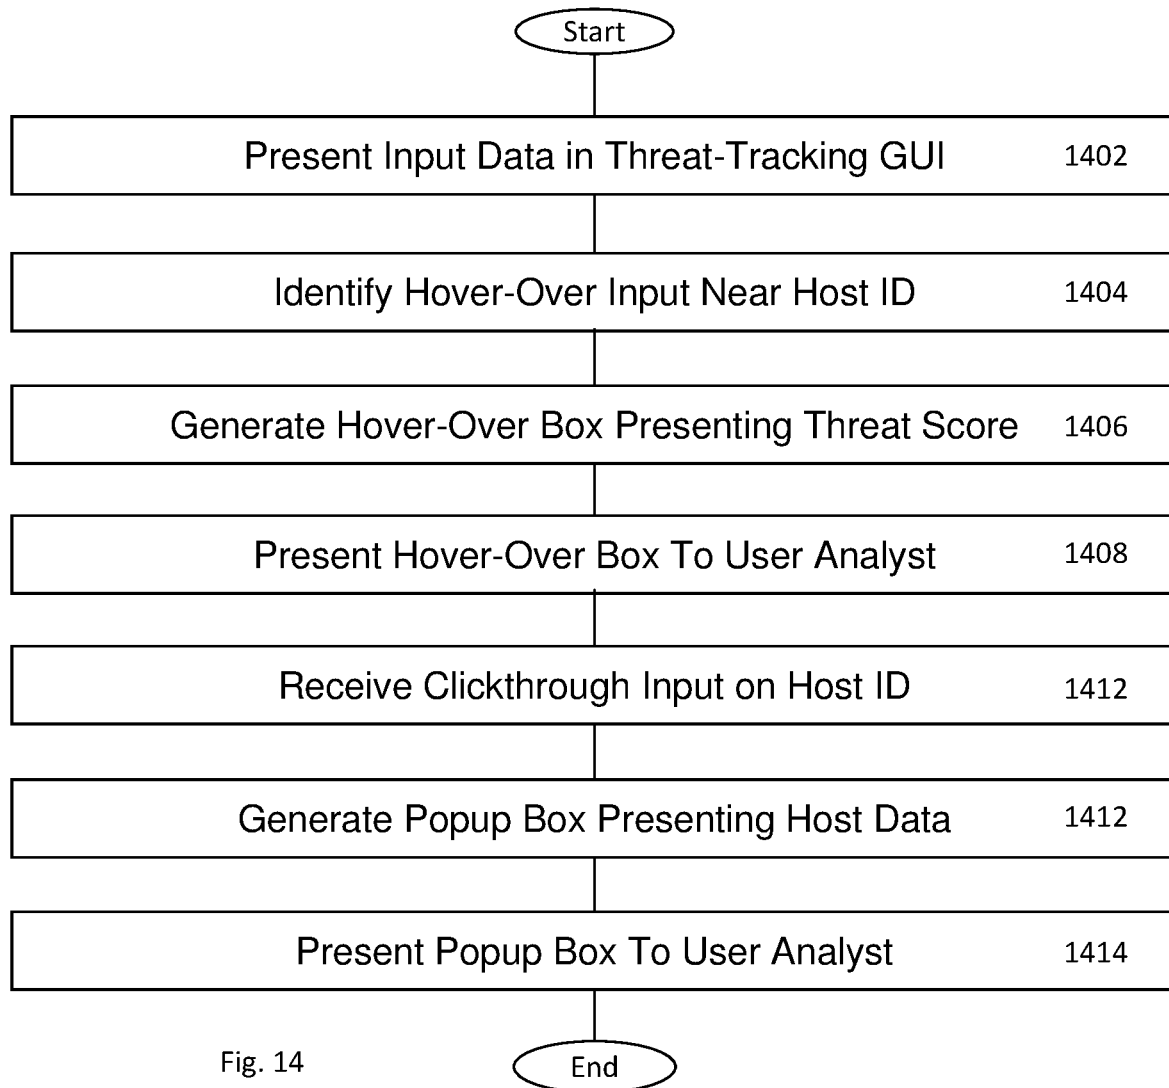 Start
Present Input Data in Threat-Tracking GUI 1402
Identify Hover-Over Input Near Host ID 1404
Generate Hover-Over Box Presenting Threat Score 1406
Present Hover-Over Box To User Analyst 1408
Receive Clickthrough Input on Host ID 1412
Generate Popup Box Presenting Host Data 1412
Present Popup Box To User Analyst 1414
Fig. 14
End